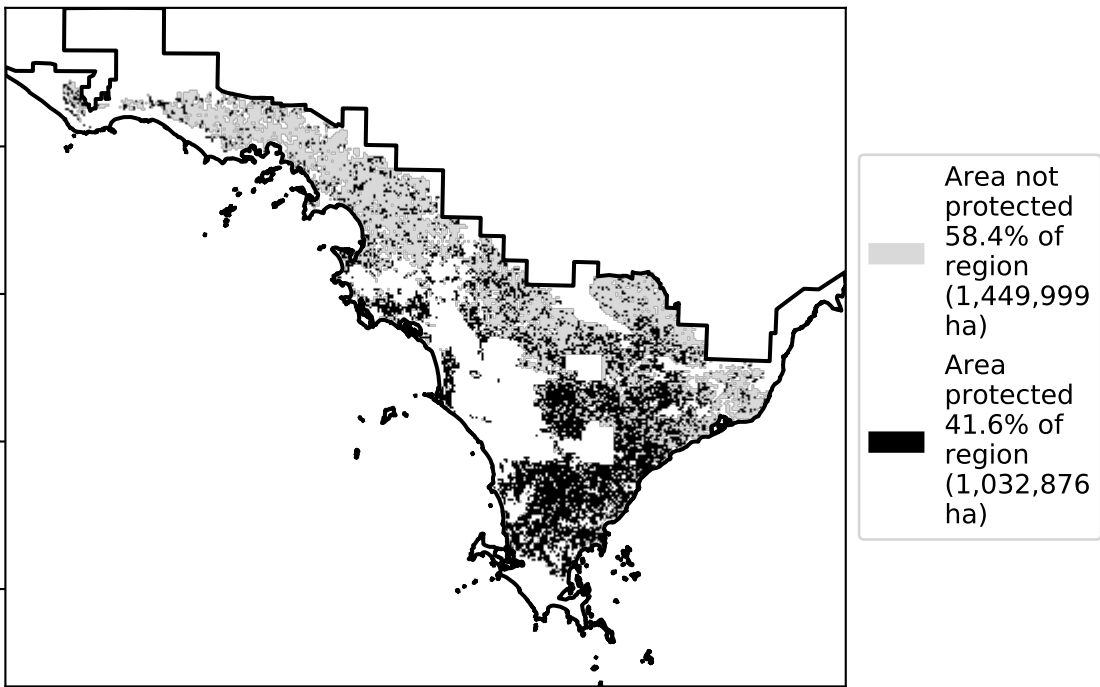 Area not
protected
58.4% of
region
(1,449,999
ha)
Area
protected
41.6% of
region
(1,032,876
ha)